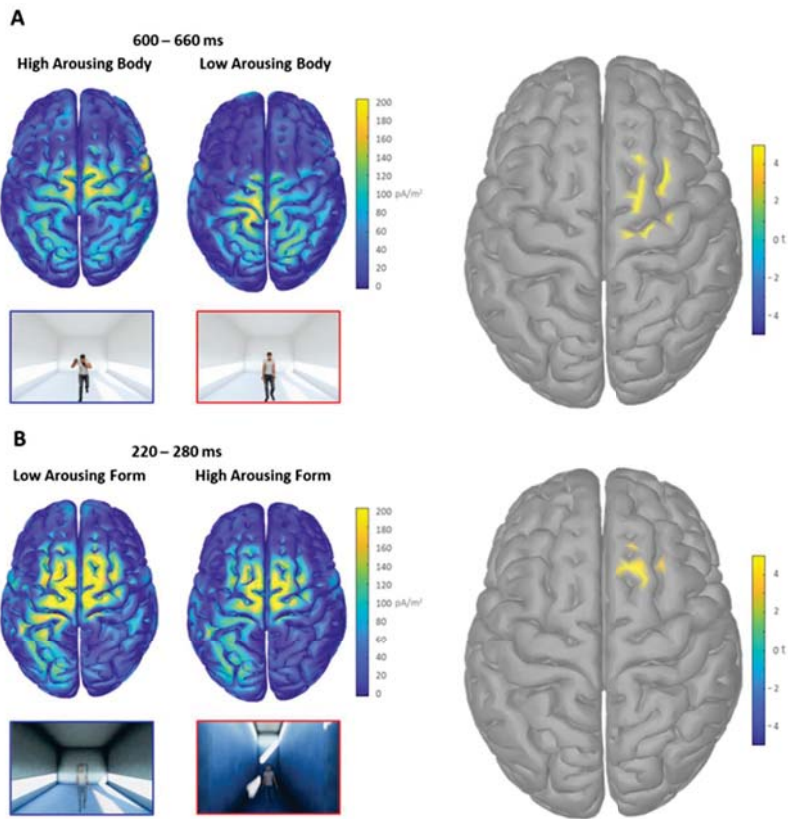 A
600 – 660 ms
High Arousing Body
Low Arousing Body
200
180
160
140
120
100 pA/m²
80
60
40
20
0
4
2
0 t
-2
-4
B
220 – 280 ms
Low Arousing Form
High Arousing Form
200
180
160
140
120
100 pA/m²
80
60
40
20
0
4
2
0 t
-2
-4